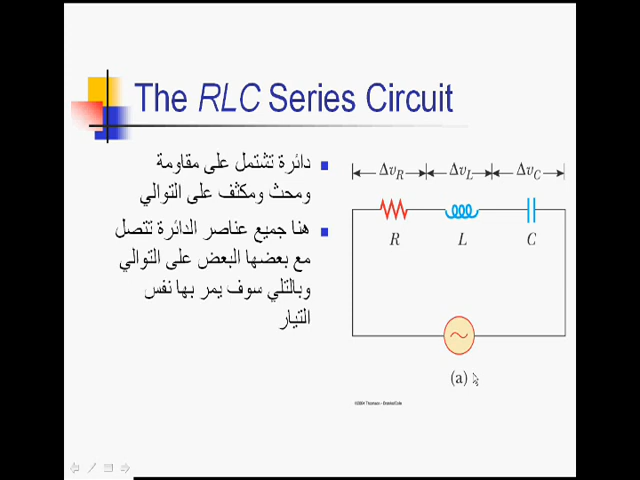 The RLC Series Circuit
دائرة تشتمل على مقاومة
ومحث ومكثف على التوالي
هنا جميع عناصر الدائرة تتصل
مع بعضها البعض على التوالي
وبالتلي سوف يمر بها نفس
التيار
Δv_R Δv_L Δv_C
R L C
(a)
©2004 Thomson / Brooks/Cole